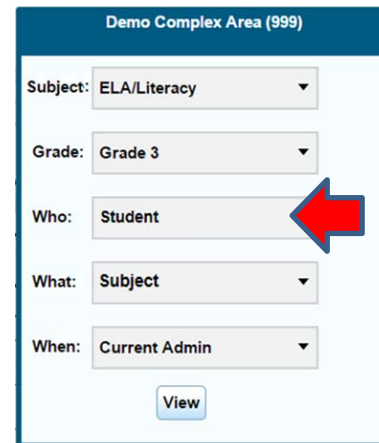 Demo Complex Area (999)
Subject: ELA/Literacy
Grade: Grade 3
Who: Student
What: Subject
When: Current Admin
View